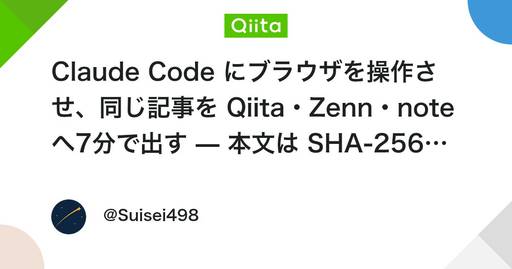 Qiita
Claude Code にブラウザを操作さ
せ、同じ記事を Qiita・Zenn・note
へ7分で出す — 本文は SHA-256…
@Suisei498